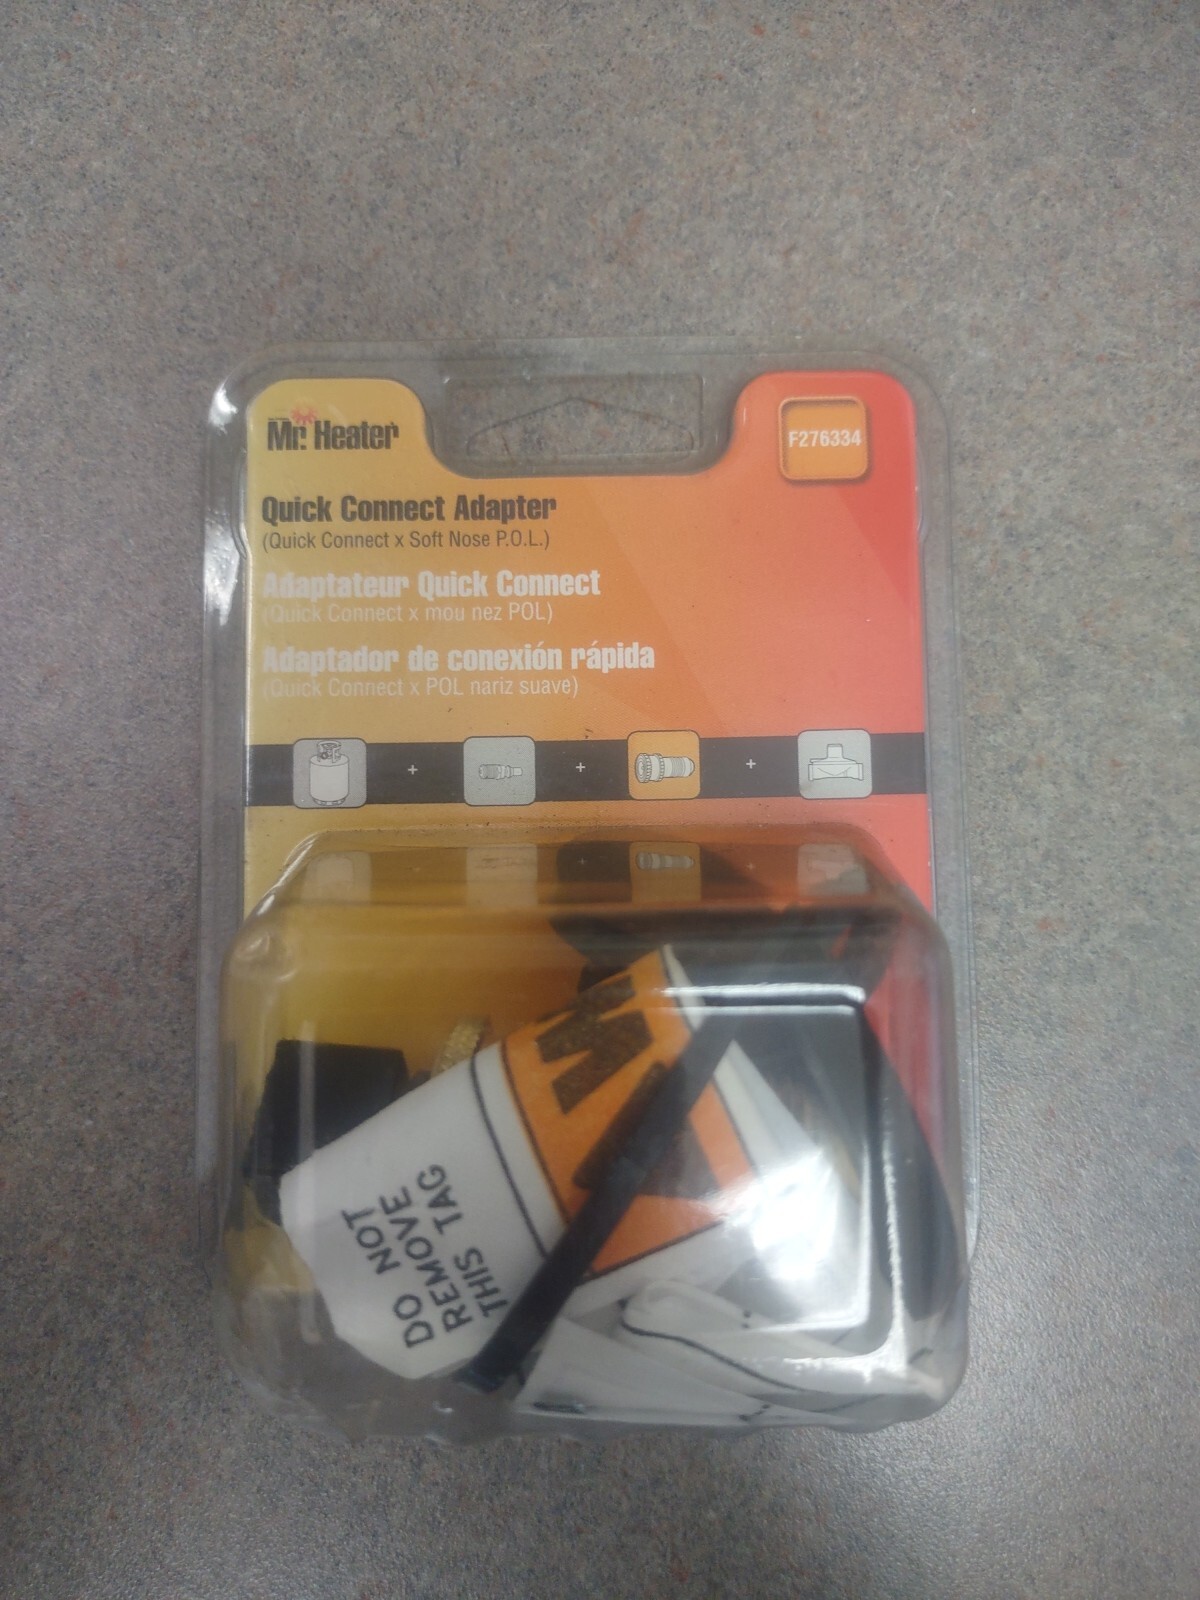 Mr. Heater
F276334
Quick Connect Adapter
(Quick Connect x Soft Nose P.O.L.)
Adaptateur Quick Connect
(Quick Connect x mou nez POL)
Adaptador de conexión rápida
(Quick Connect x POL nariz suave)
+ + +
DO NOT
REMOVE
THIS TAG